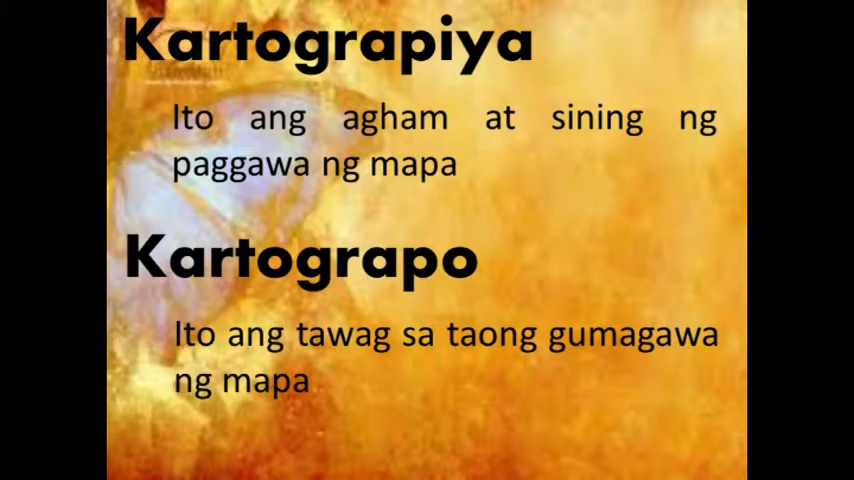 Kartograpiya
Ito ang agham at sining ng
paggawa ng mapa
Kartograpo
Ito ang tawag sa taong gumagawa
ng mapa